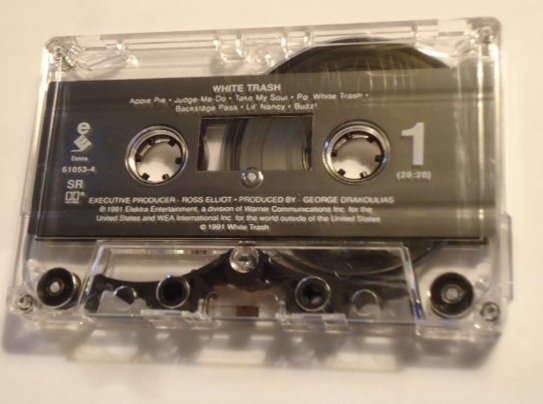 WHITE TRASH
Apple Pie • Judge Me Do • Take My Soul • Po' White Trash •
Backstage Pass • Lil' Nancy • Buzz!
e
Elektra
61053-4
SR
1
(28:20)
EXECUTIVE PRODUCER - ROSS ELLIOT • PRODUCED BY - GEORGE DRAKOULIAS
℗ 1991 Elektra Entertainment, a division of Warner Communications Inc. for the
United States and WEA International Inc. for the world outside of the United States
© 1991 White Trash